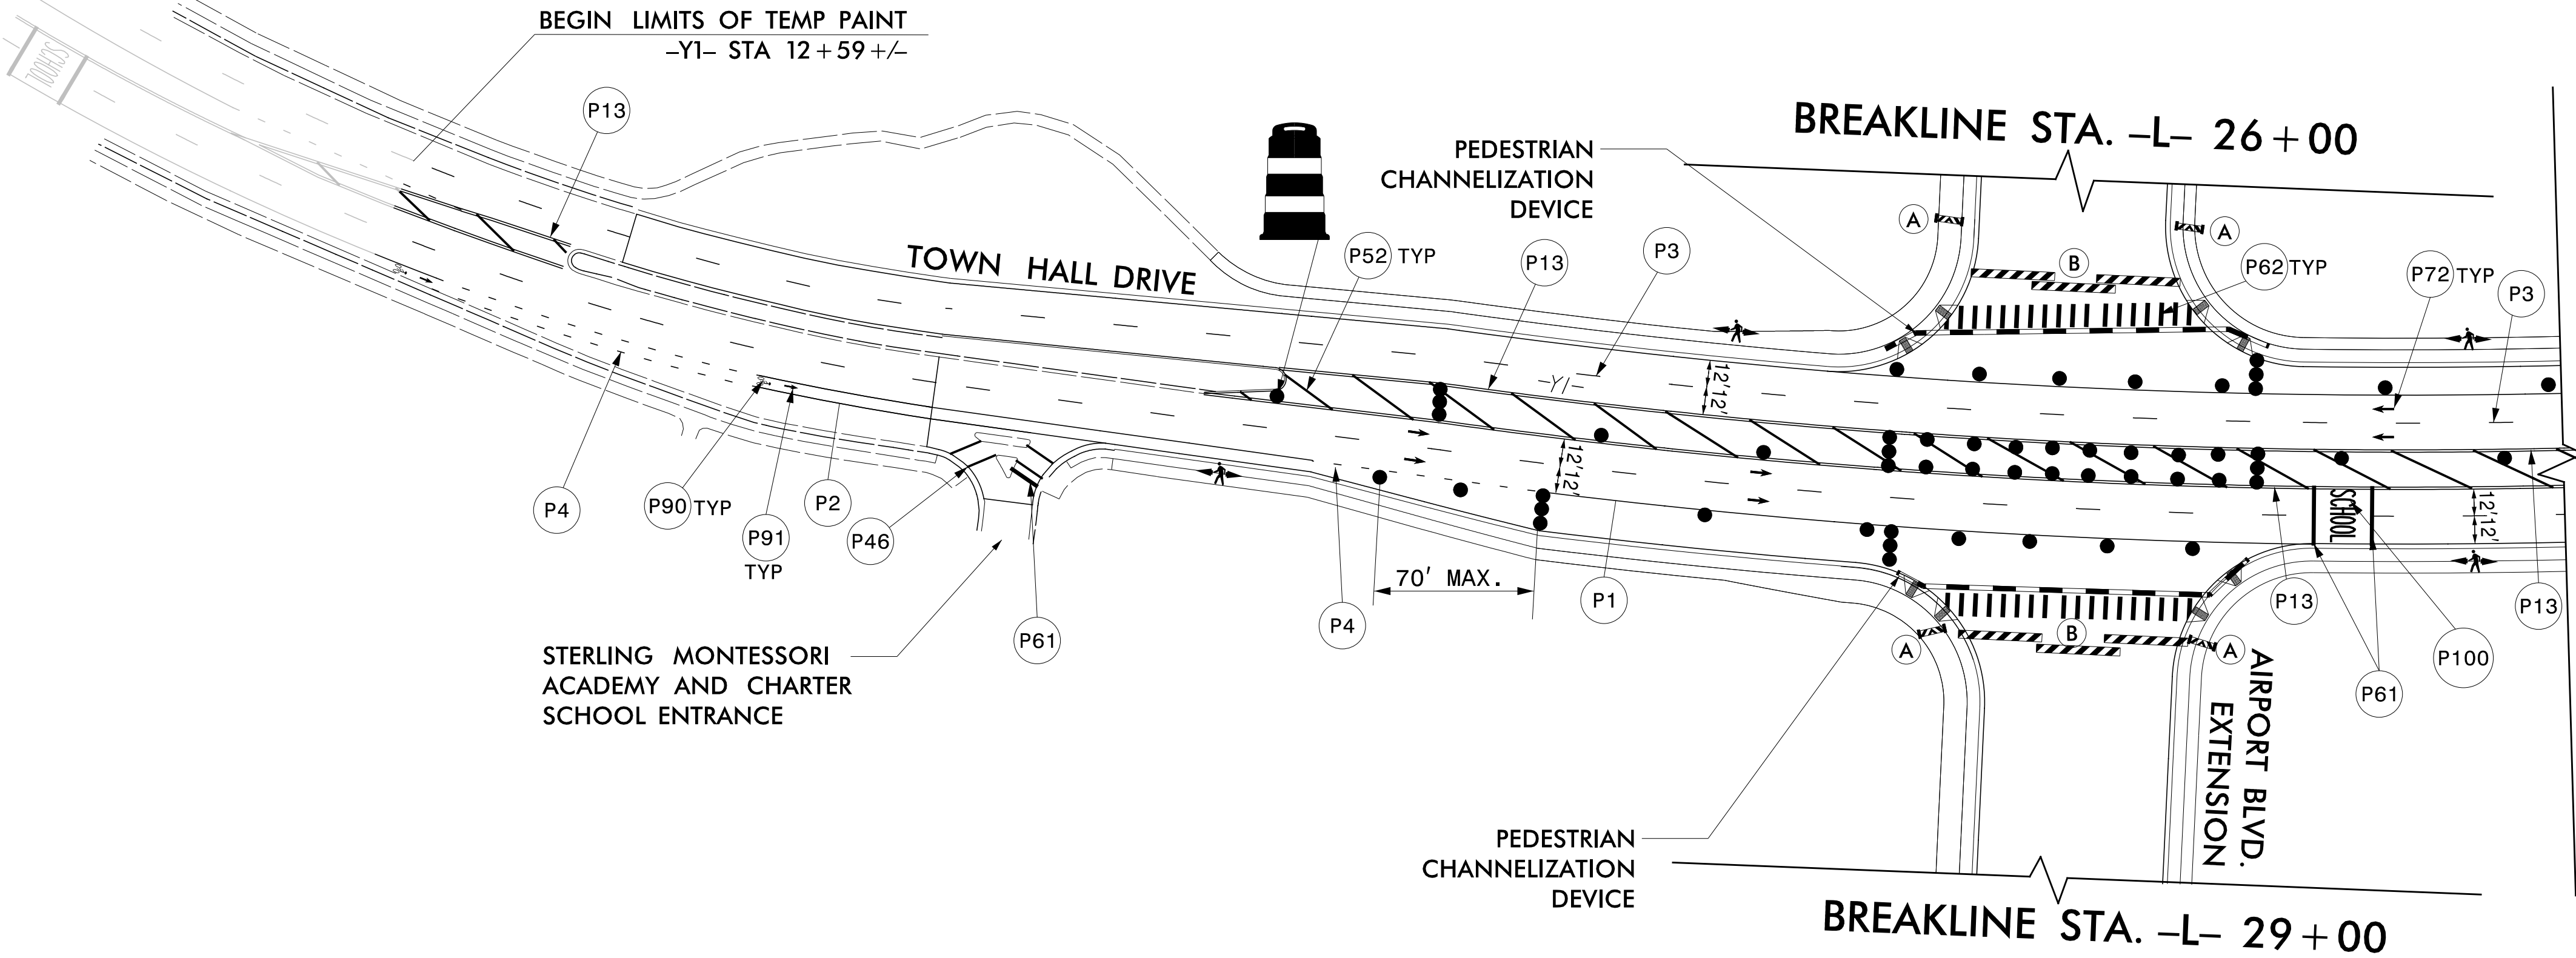 BEGIN LIMITS OF TEMP PAINT
–Y1– STA 12+59+/–
SCHOOL
P13
PEDESTRIAN
CHANNELIZATION
DEVICE
BREAKLINE STA. –L– 26+00
TOWN HALL DRIVE
P52 TYP
P13
P3
A
A
B
P62 TYP
P72 TYP
P3
–Y1–
12' 12'
12' 12'
12' 12'
SCHOOL
P4
P90 TYP
P91
TYP
P2
P46
P61
70' MAX.
P4
P1
P13
P13
P100
P61
A
B
A
STERLING MONTESSORI
ACADEMY AND CHARTER
SCHOOL ENTRANCE
AIRPORT BLVD.
EXTENSION
PEDESTRIAN
CHANNELIZATION
DEVICE
BREAKLINE STA. –L– 29+00